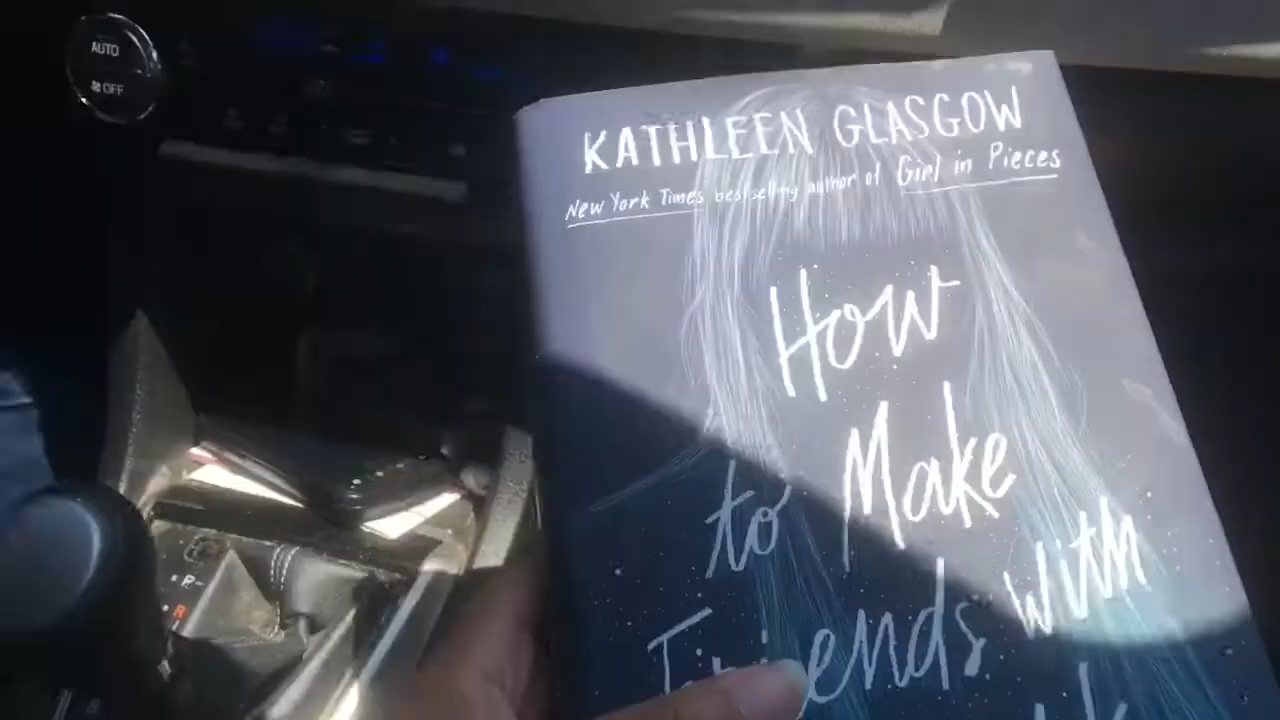 AUTO
OFF
KATHLEEN GLASGOW
New York Times bestselling author of Girl in Pieces
How
to Make
Friends with
P
R